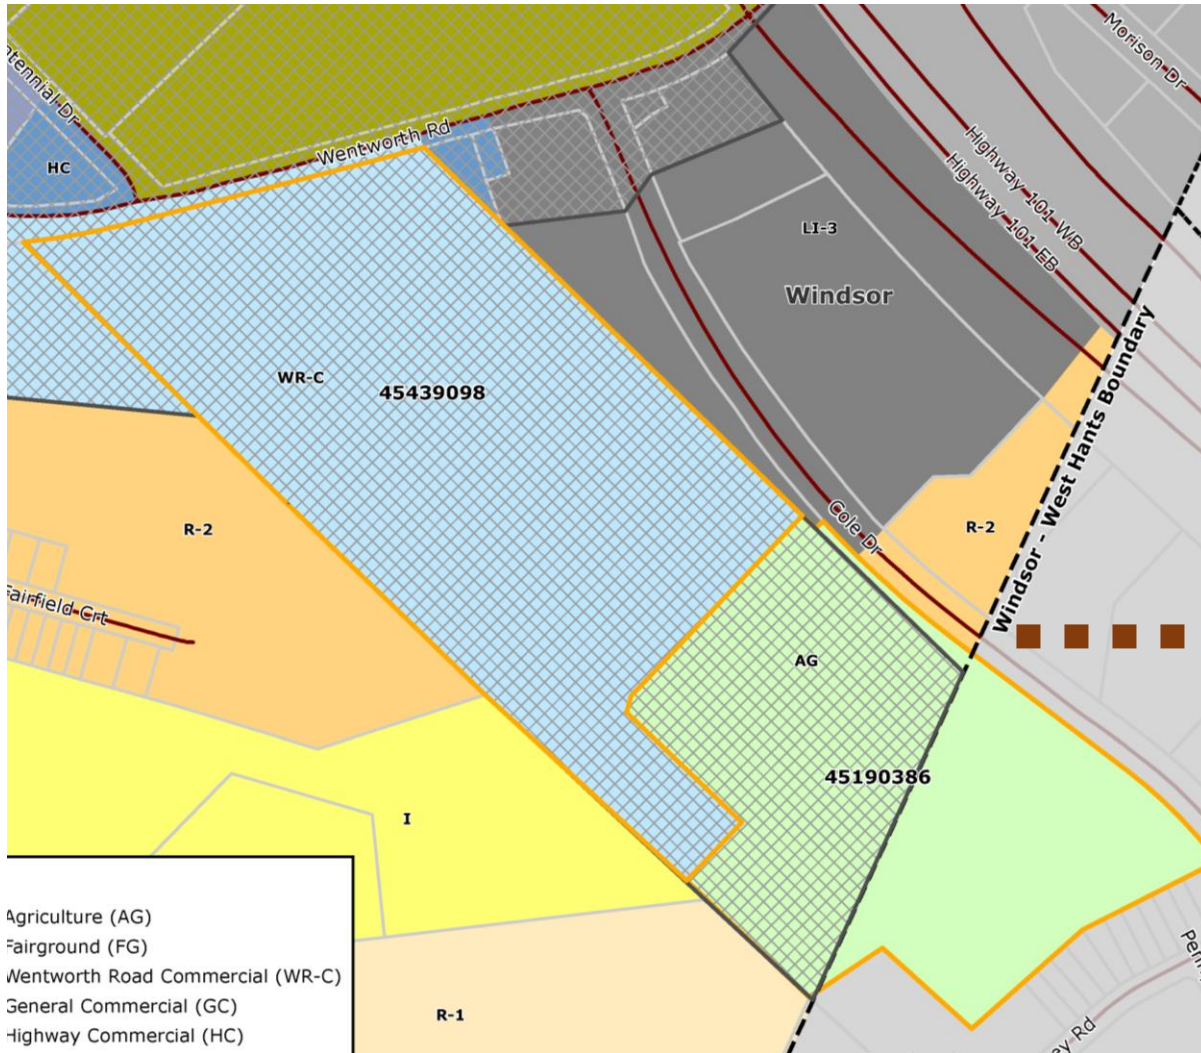 Morison Dr
Wentworth Rd
HC
Highway 101 WB
Highway 101 EB
LI-3
Windsor
WR-C
45439098
Windsor - West Hants Boundary
R-2
R-2
Cole Dr
Fairfield Crt
AG
45190386
I
Agriculture (AG)
Fairground (FG)
Wentworth Road Commercial (WR-C)
General Commercial (GC)
Highway Commercial (HC)
R-1